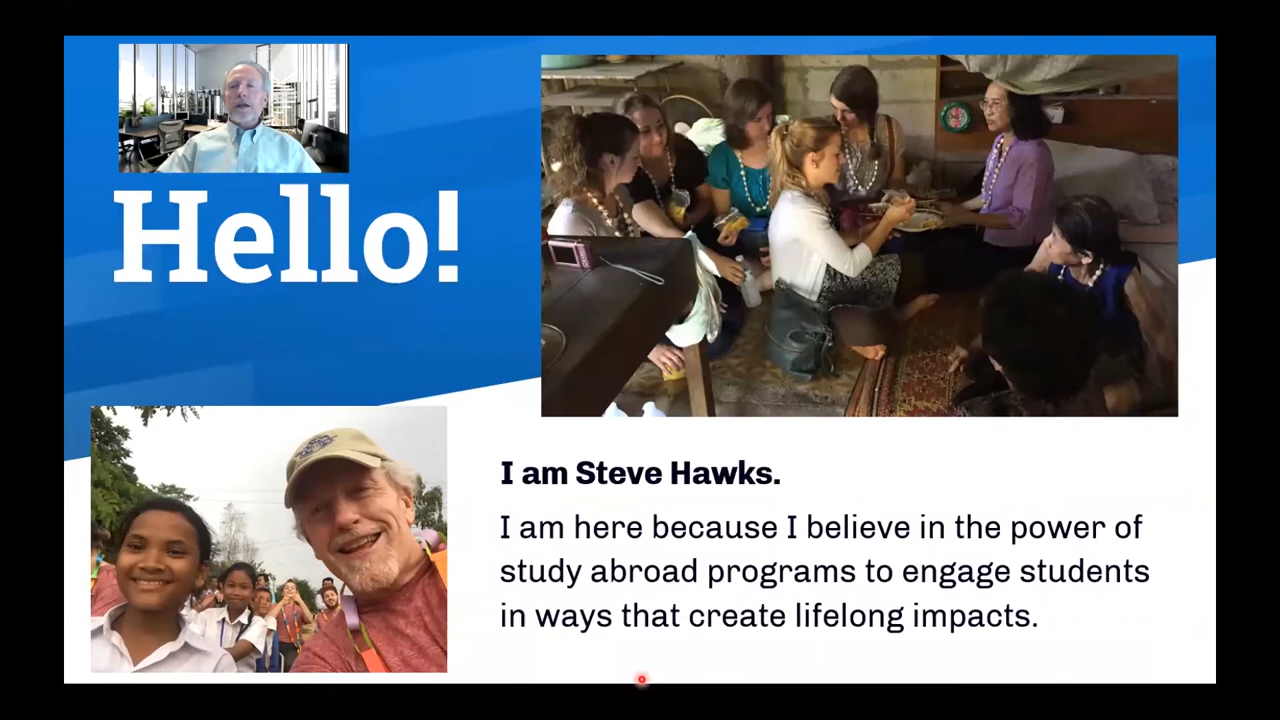 Hello!
I am Steve Hawks.
I am here because I believe in the power of
study abroad programs to engage students
in ways that create lifelong impacts.